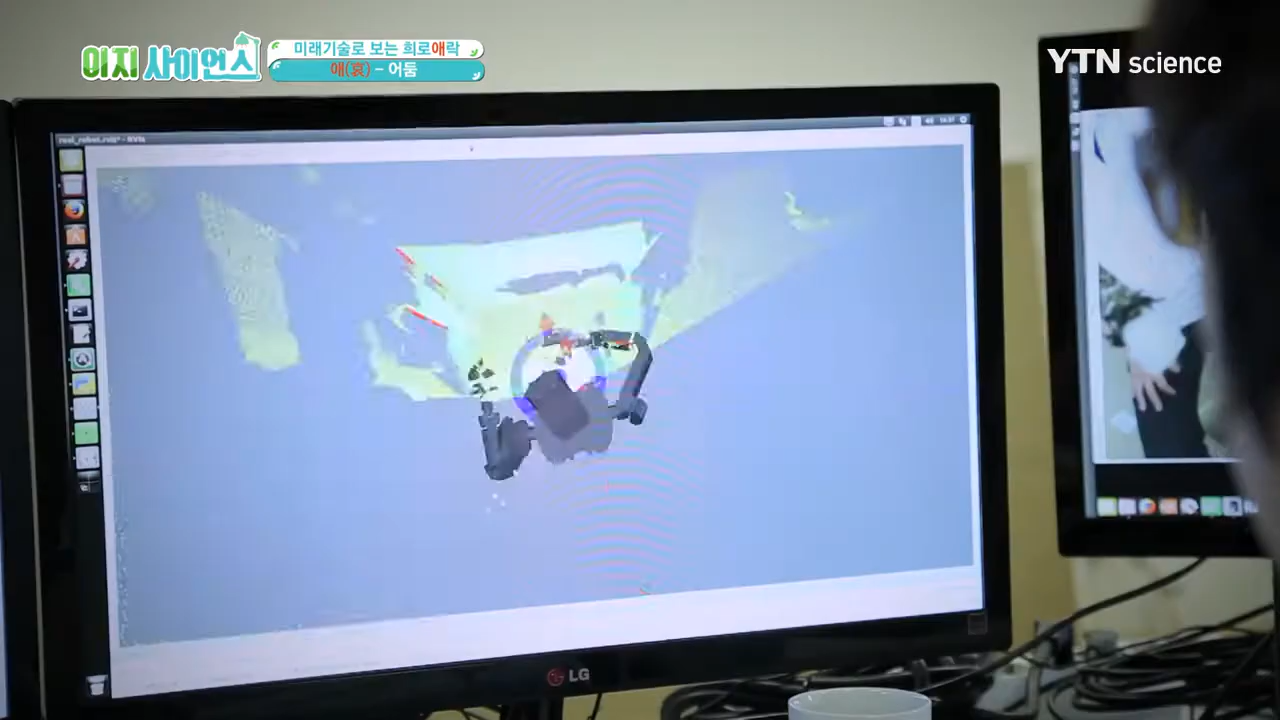 이지 사이언스
미래기술로 보는 희로애락
애(哀) - 어둠
YTN science
LG